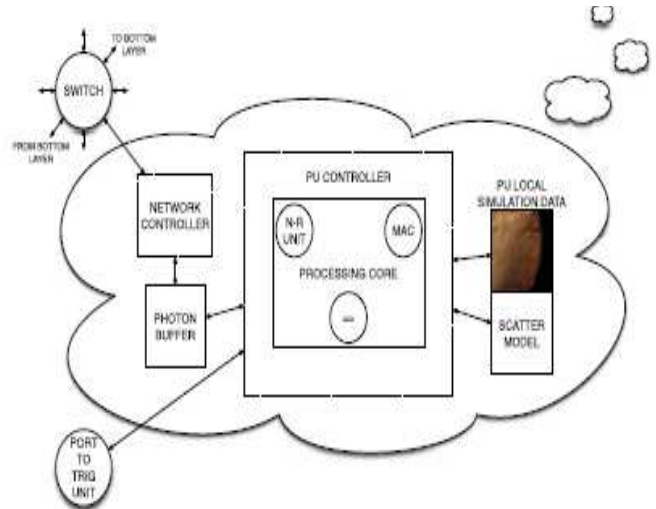 TO BOTTOM
LAYER
SWITCH
FROM BOTTOM
LAYER
NETWORK
CONTROLLER
PHOTON
BUFFER
PORT
TO
TRIG
UNIT
PU CONTROLLER
N-R
UNIT
MAC
PROCESSING CORE
...
PU LOCAL
SIMULATION DATA
SCATTER
MODEL